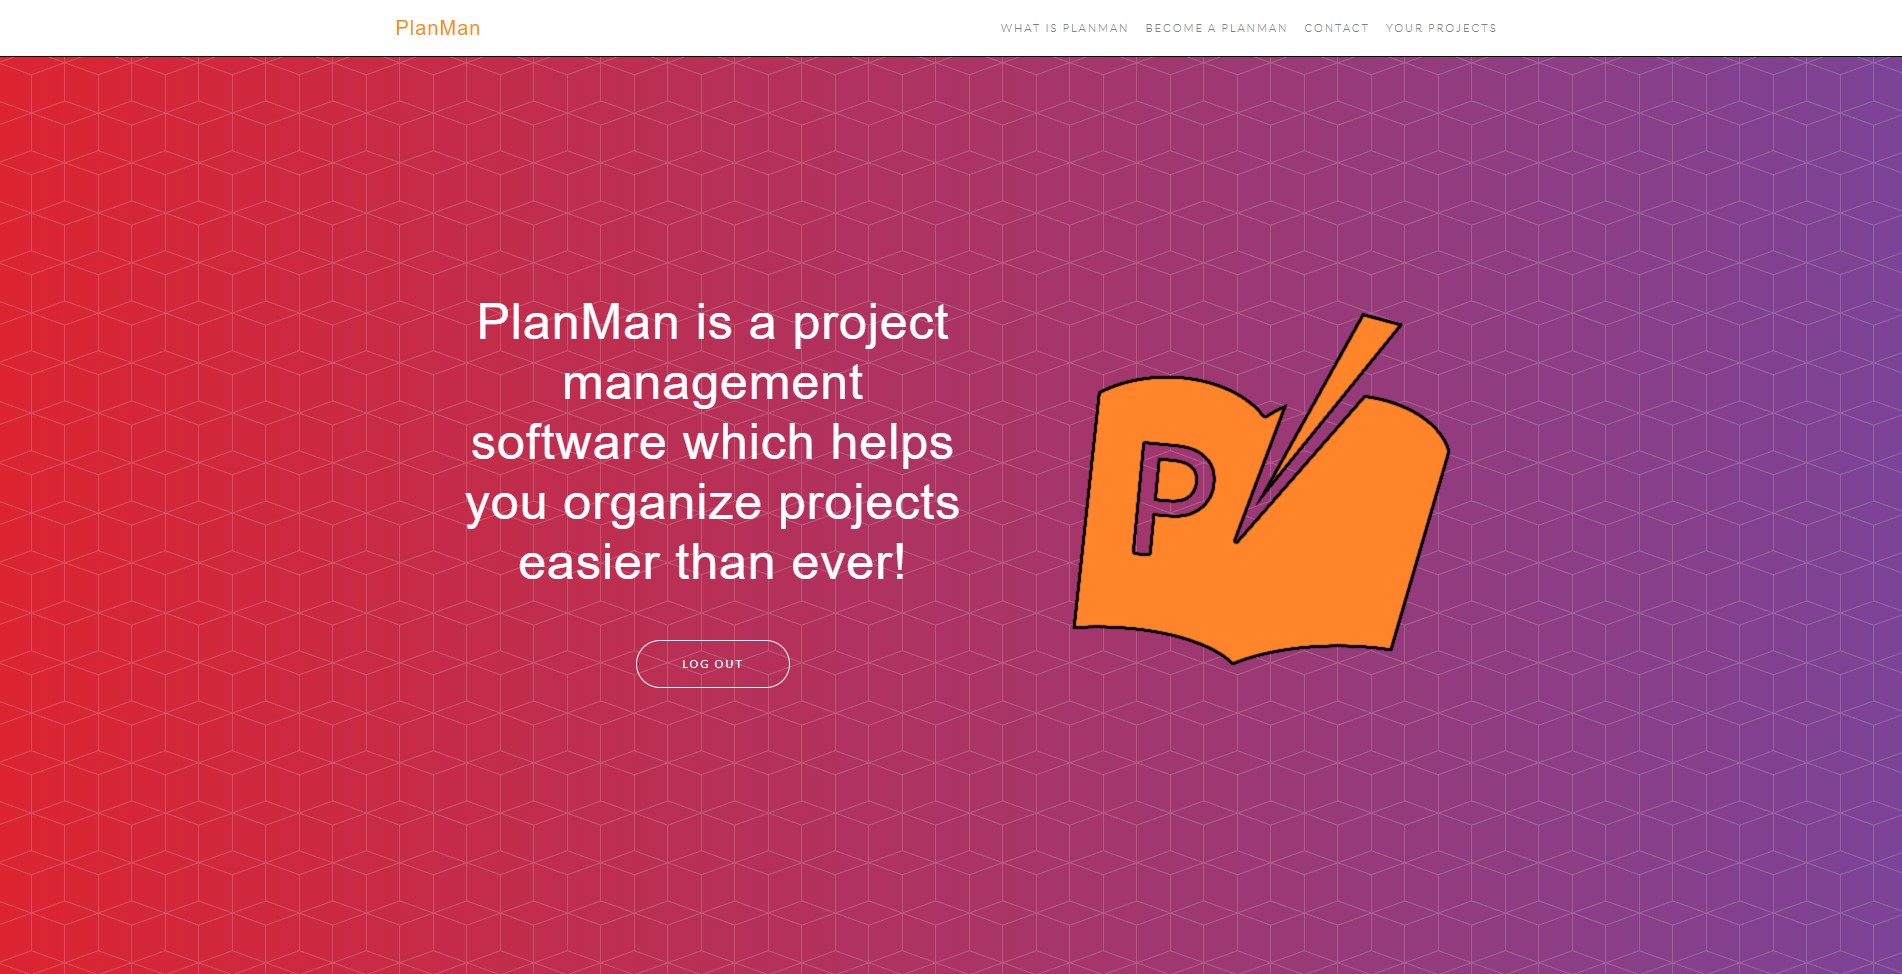 PlanMan
WHAT IS PLANMAN BECOME A PLANMAN CONTACT YOUR PROJECTS
PlanMan is a project
management
software which helps
you organize projects
easier than ever!
P
LOG OUT